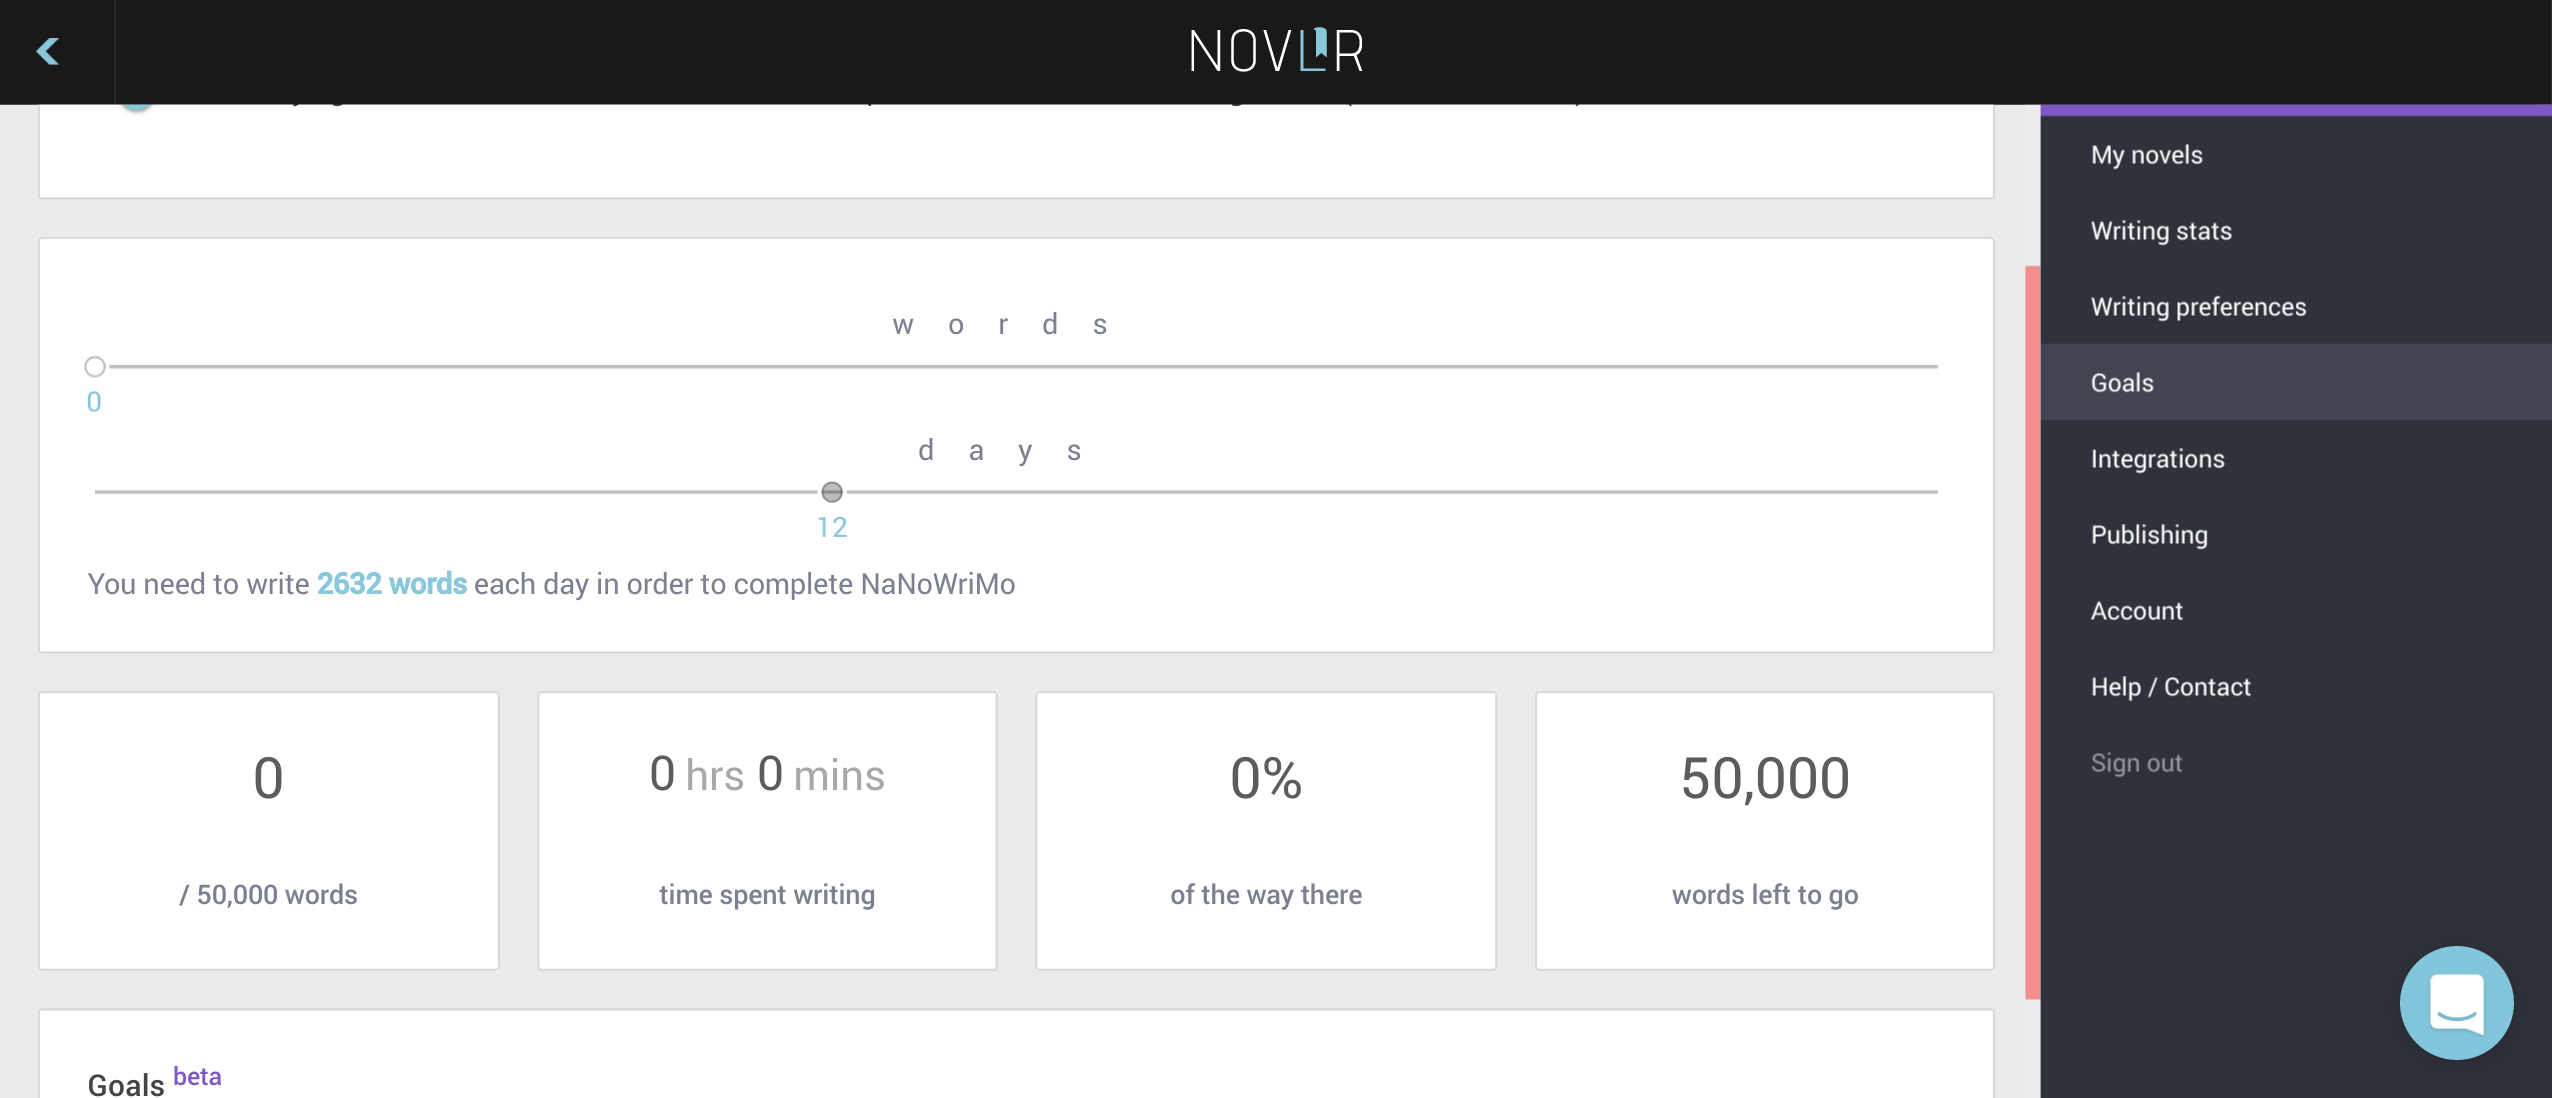 NOVLR
words
0
days
12
You need to write 2632 words each day in order to complete NaNoWriMo
0
/ 50,000 words
0 hrs 0 mins
time spent writing
0%
of the way there
50,000
words left to go
Goals beta
My novels
Writing stats
Writing preferences
Goals
Integrations
Publishing
Account
Help / Contact
Sign out